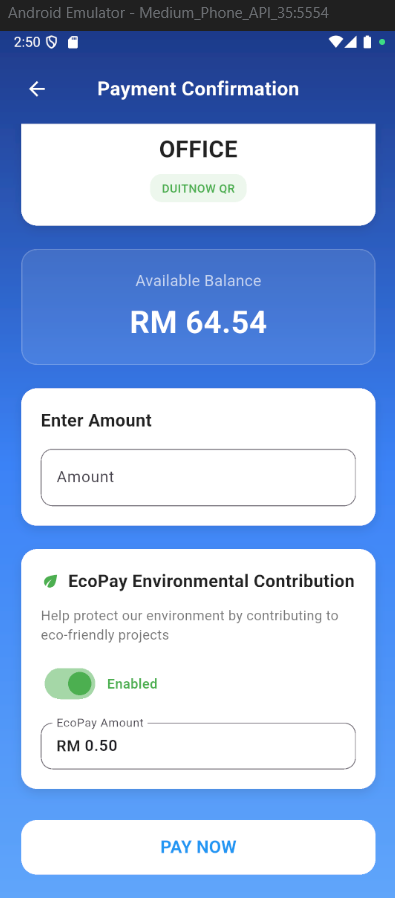 Android Emulator - Medium_Phone_API_35:5554
2:50
Payment Confirmation
OFFICE
DUITNOW QR
Available Balance
RM 64.54
Enter Amount
Amount
EcoPay Environmental Contribution
Help protect our environment by contributing to
eco-friendly projects
Enabled
EcoPay Amount
RM 0.50
PAY NOW